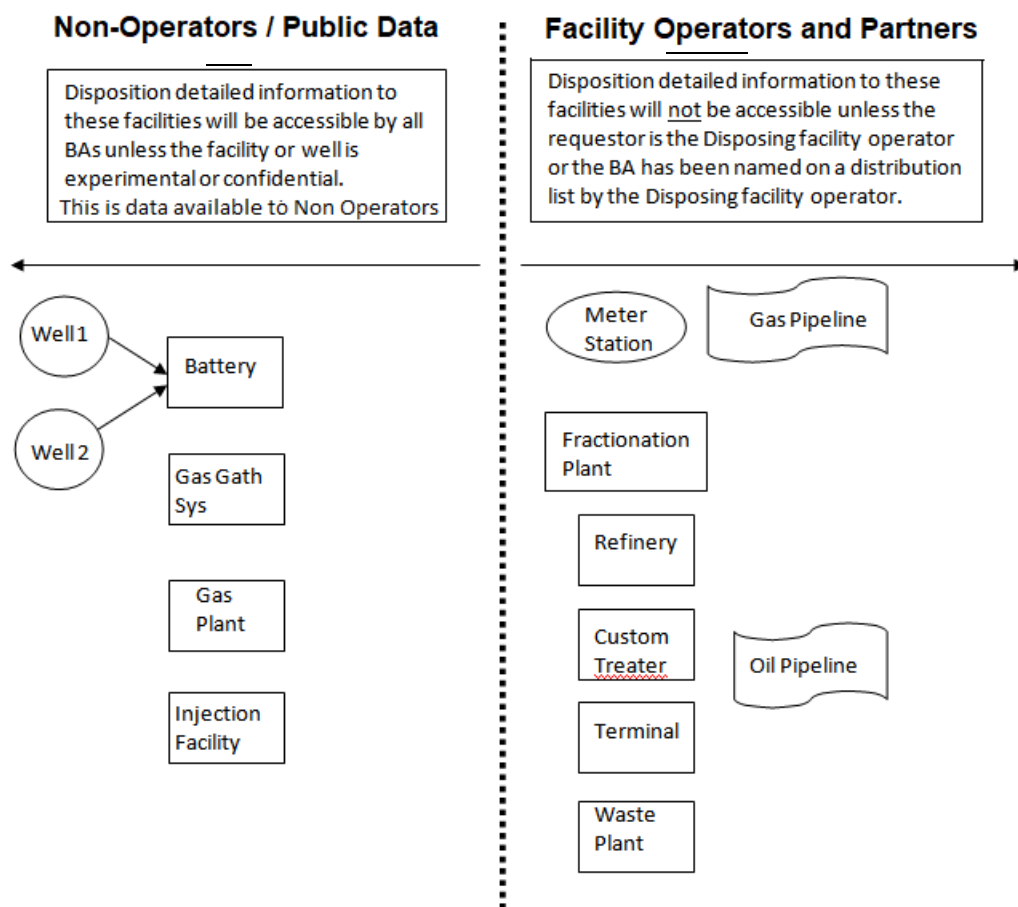 Non-Operators / Public Data
Disposition detailed information to
these facilities will be accessible by all
BAs unless the facility or well is
experimental or confidential.
This is data available to Non Operators
Well 1
Battery
Well 2
Gas Gath
Sys
Gas
Plant
Injection
Facility
Facility Operators and Partners
Disposition detailed information to these
facilities will not be accessible unless the
requestor is the Disposing facility operator
or the BA has been named on a distribution
list by the Disposing facility operator.
Meter
Station
Gas Pipeline
Fractionation
Plant
Refinery
Custom
Treater
Oil Pipeline
Terminal
Waste
Plant